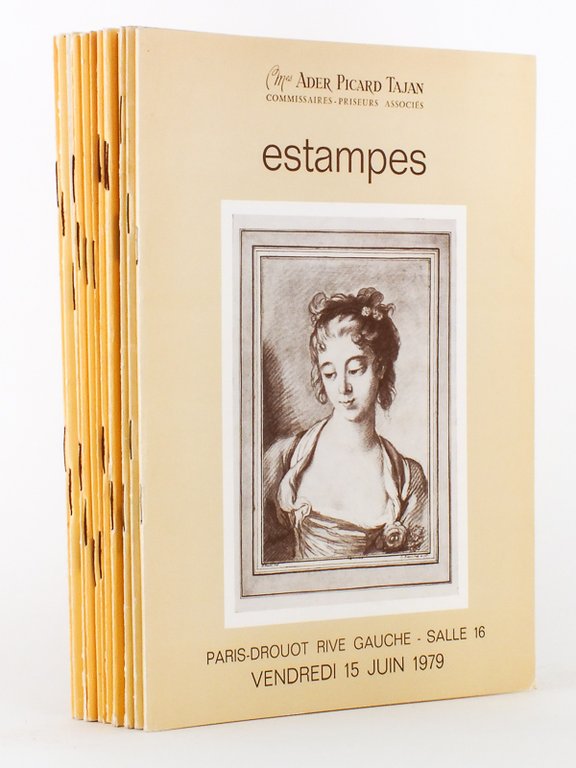 Mes ADER PICARD TAJAN
COMMISSAIRES-PRISEURS ASSOCIÉS
estampes
PARIS-DROUOT RIVE GAUCHE - SALLE 16
VENDREDI 15 JUIN 1979